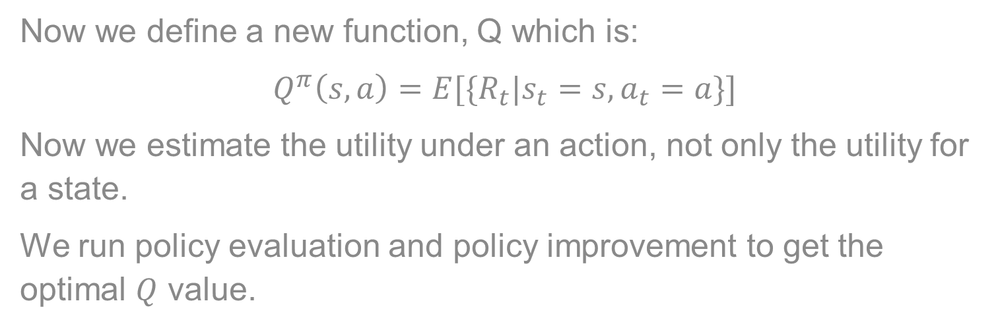 Now we define a new function, Q which is:
Q^π(s, a) = E[{R_t|s_t = s, a_t = a}]
Now we estimate the utility under an action, not only the utility for
a state.
We run policy evaluation and policy improvement to get the
optimal Q value.